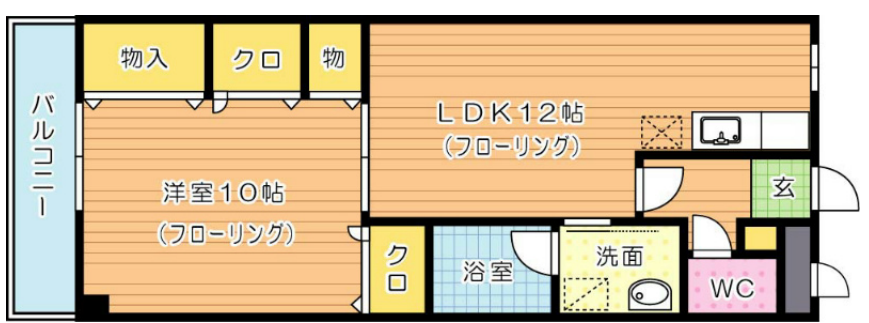 物入
クロ
物
バルコニー
LDK12帖
(フローリング)
洋室10帖
(フローリング)
玄
クロ
浴室
洗面
WC